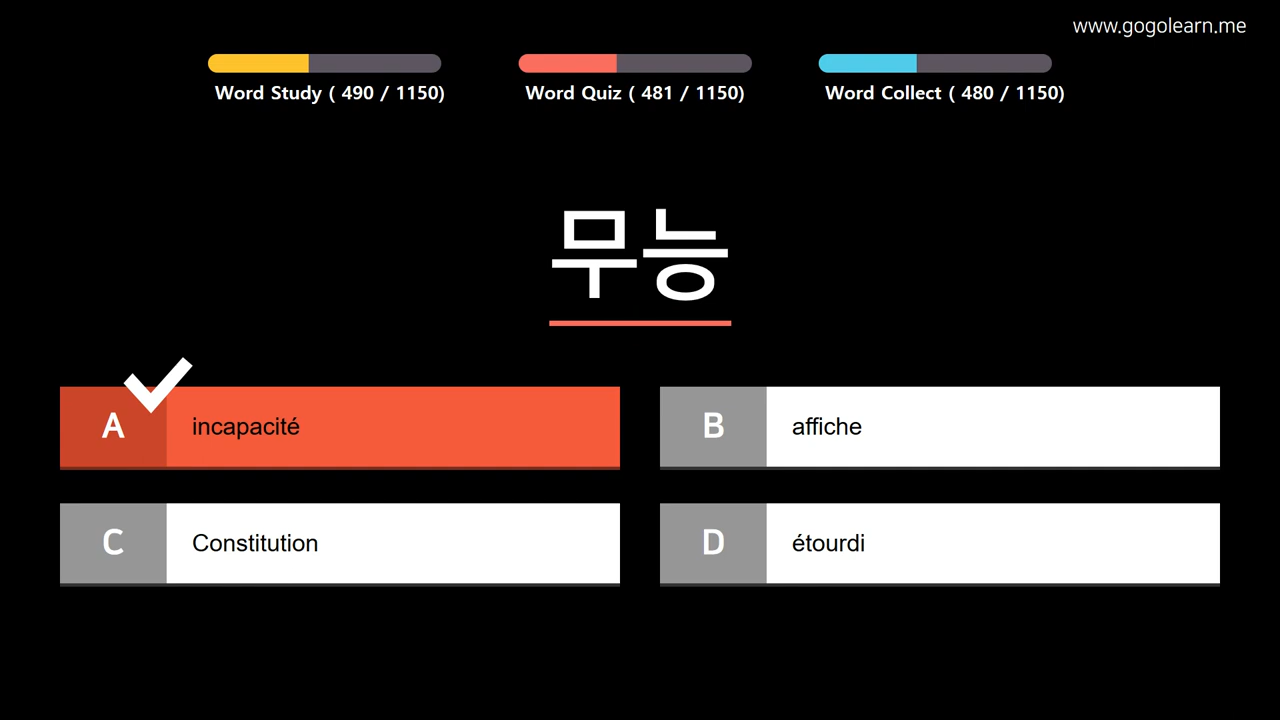 www.gogolearn.me
Word Study ( 490 / 1150)
Word Quiz ( 481 / 1150)
Word Collect ( 480 / 1150)
무능
A incapacité
B affiche
C Constitution
D étourdi